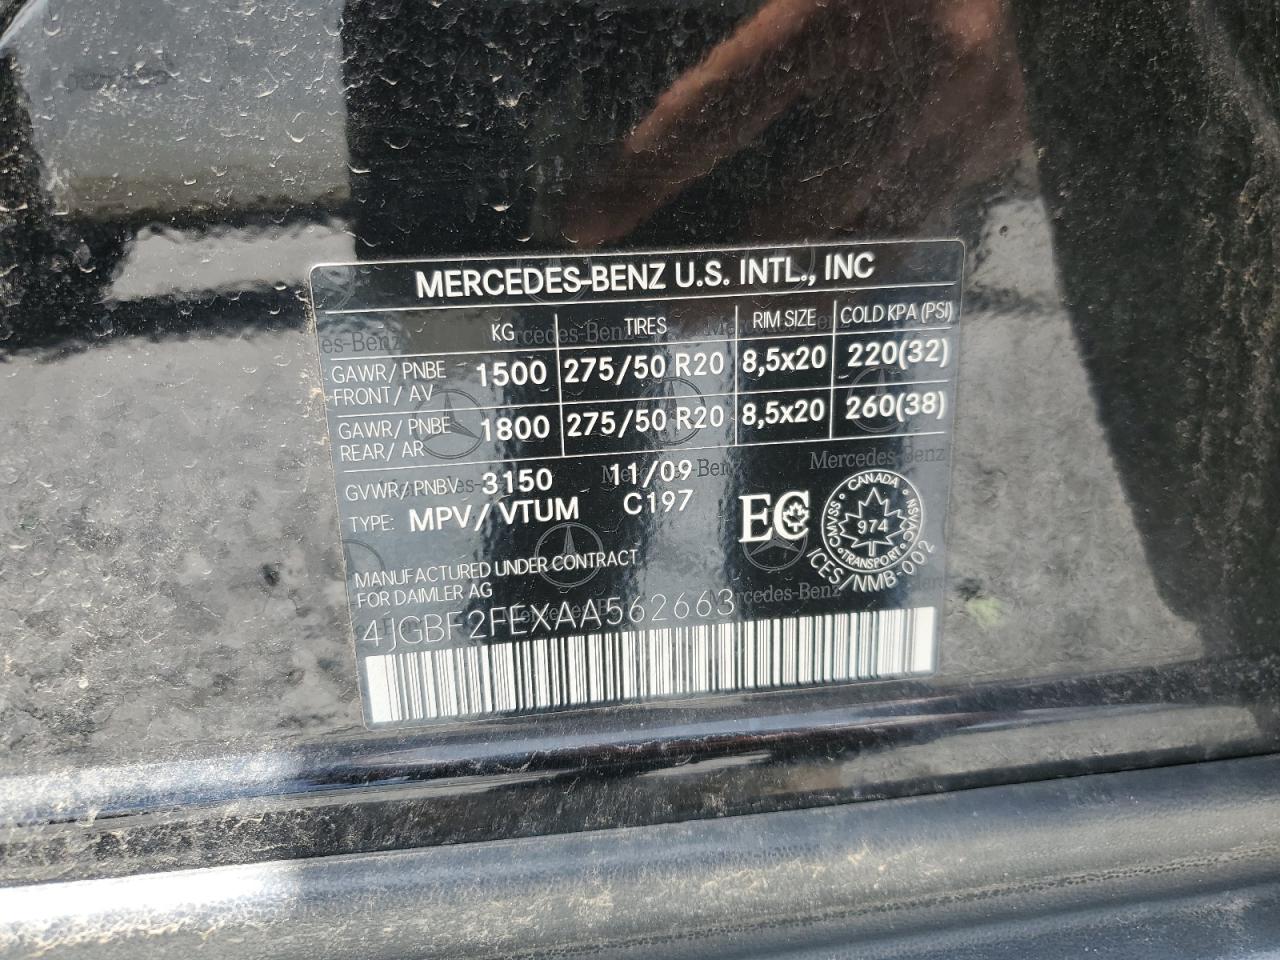 MERCEDES-BENZ U.S. INTL., INC
KG TIRES RIM SIZE COLD KPA (PSI)
GAWR/ PNBE FRONT/ AV 1500 275/50 R20 8,5x20 220(32)
GAWR/ PNBE REAR/ AR 1800 275/50 R20 8,5x20 260(38)
GVWR/PNBV 3150 11/09
TYPE: MPV/ VTUM C197
EC
CANADA
CMVSS NSVAC
974
TRANSPORT
ICES/NMB-002
MANUFACTURED UNDER CONTRACT
FOR DAIMLER AG
4JGBF2FEXAA562663
Mercedes-Benz